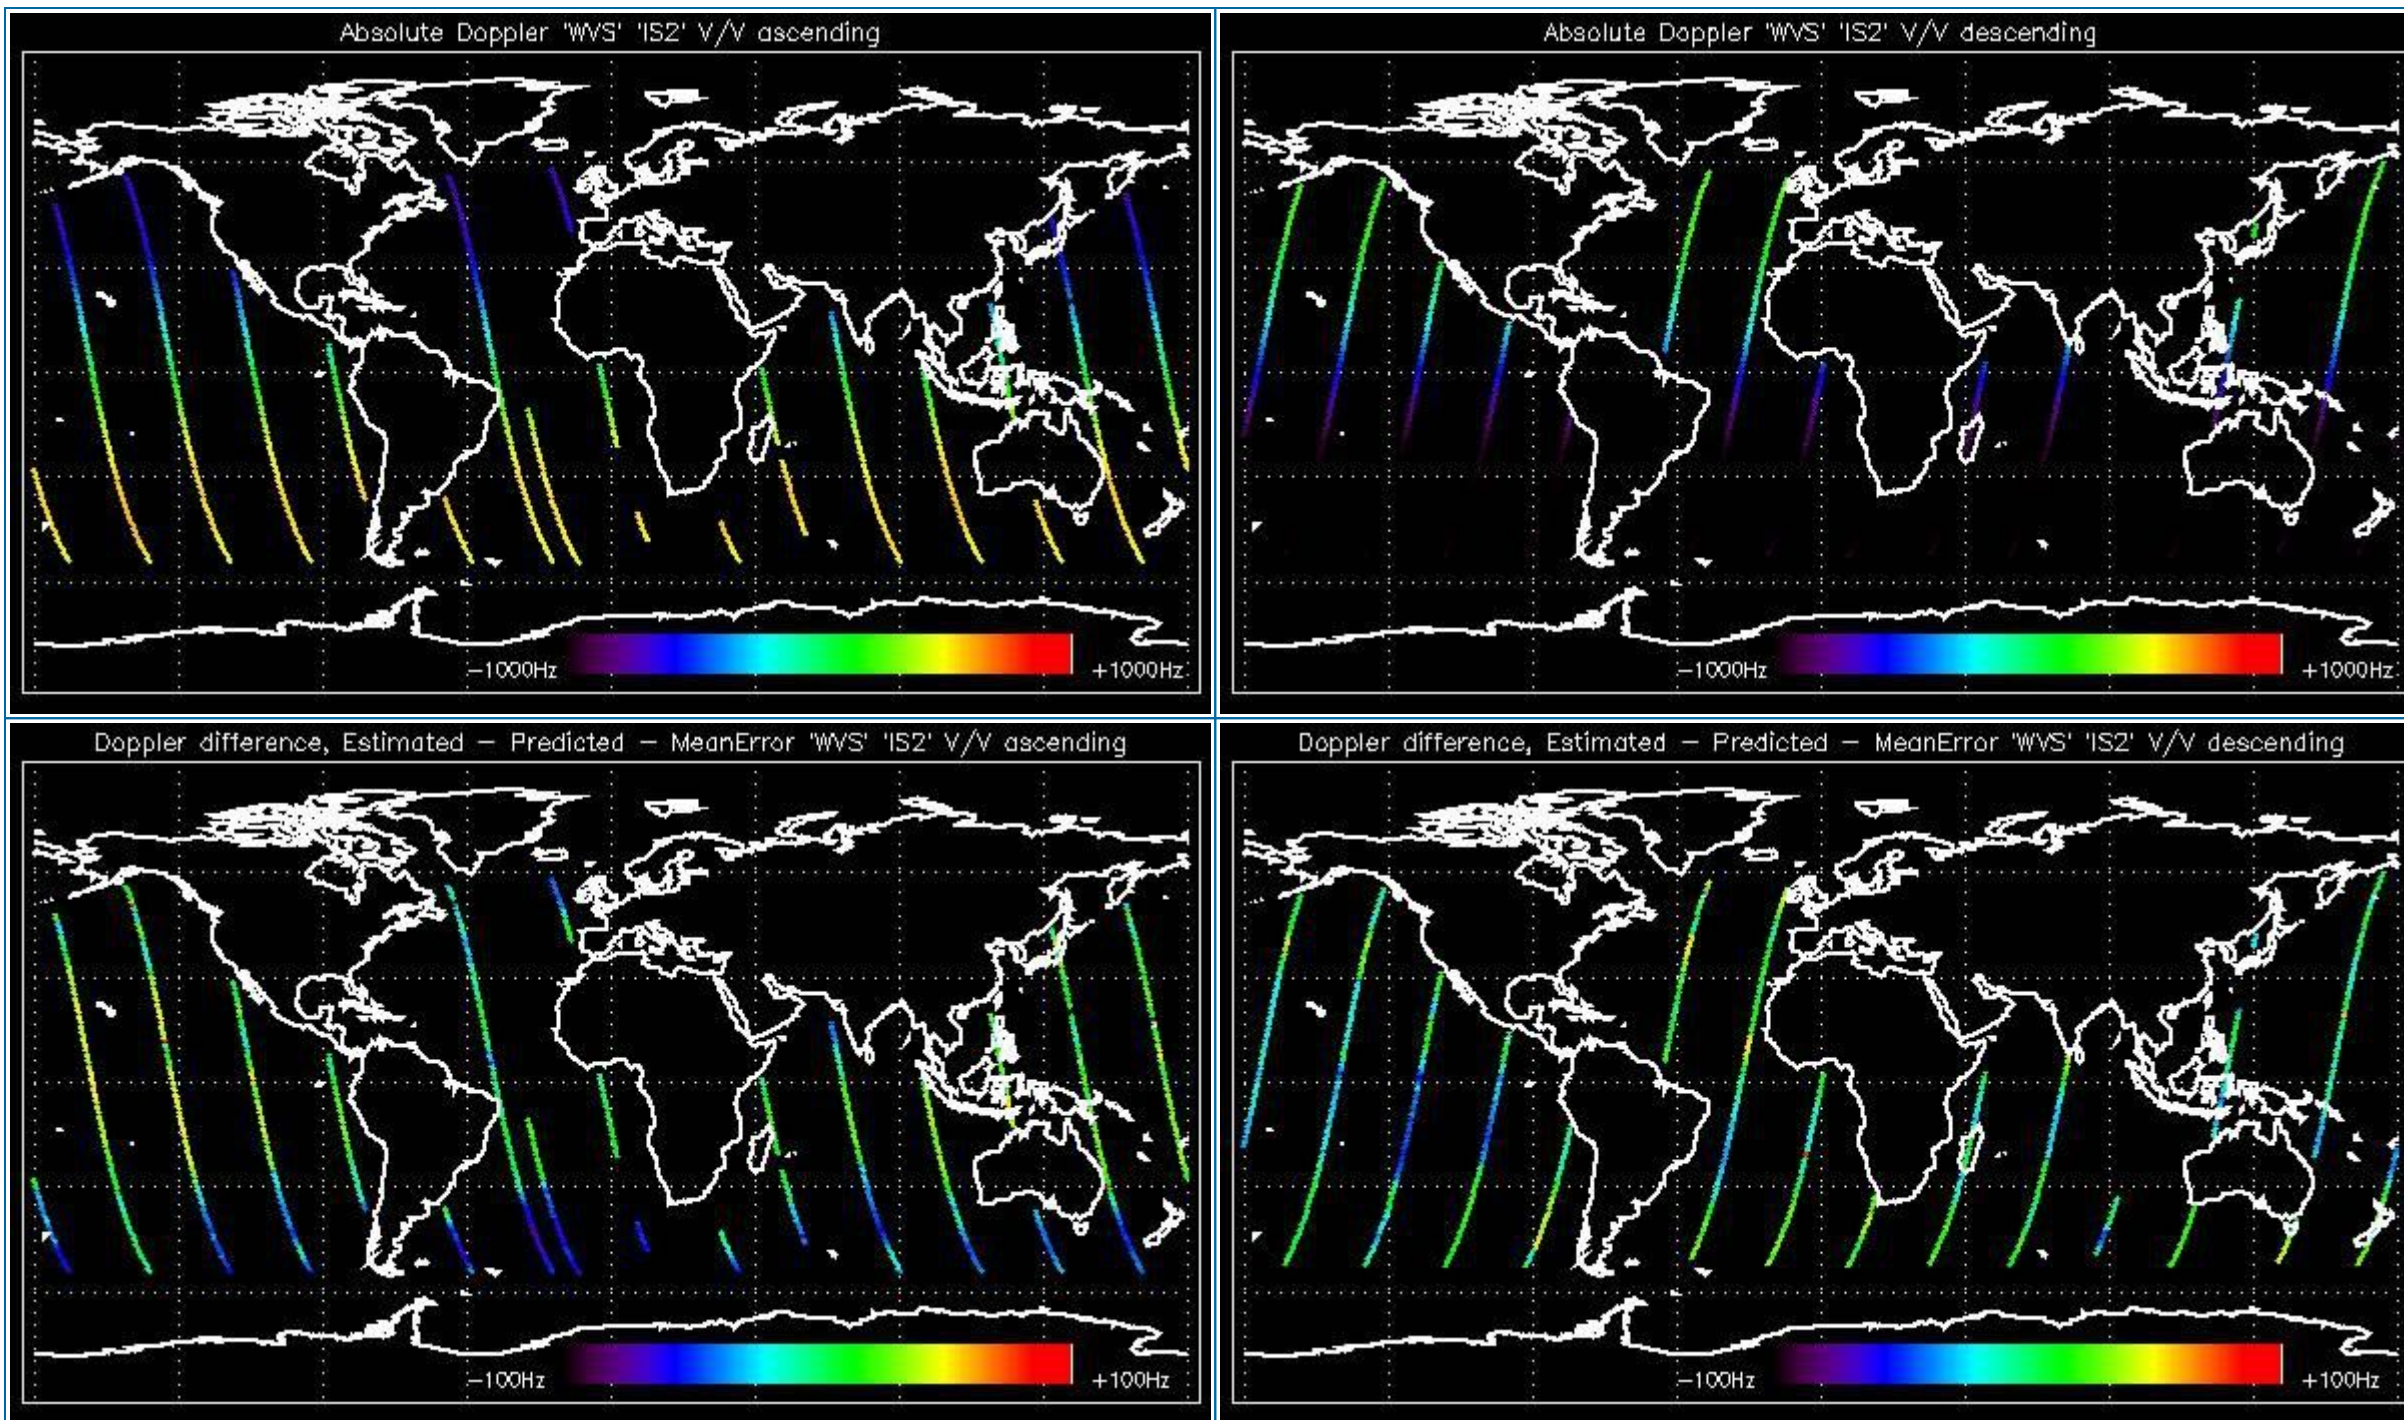 Absolute Doppler 'WVS' 'IS2' V/V ascending
-1000Hz
+1000Hz
Absolute Doppler 'WVS' 'IS2' V/V descending
-1000Hz
+1000Hz
Doppler difference, Estimated - Predicted - MeanError 'WVS' 'IS2' V/V ascending
-100Hz
+100Hz
Doppler difference, Estimated - Predicted - MeanError 'WVS' 'IS2' V/V descending
-100Hz
+100Hz